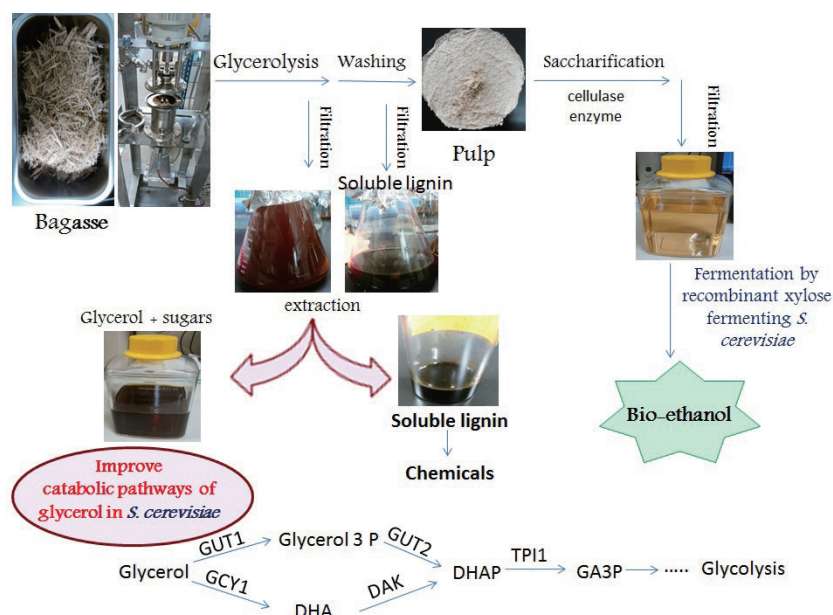 Glycerolysis
Washing
Saccharification
cellulase
enzyme
Filtration
Filtration
Filtration
Pulp
Bagasse
Soluble lignin
Fermentation by
recombinant xylose
fermenting S.
cerevisiae
Bio-ethanol
extraction
Glycerol + sugars
Soluble lignin
Chemicals
Improve
catabolic pathways of
glycerol in S. cerevisiae
GUT1
Glycerol 3 P
GUT2
Glycerol
GCY1
DHA
DAK
DHAP
TPI1
GA3P
.....
Glycolysis